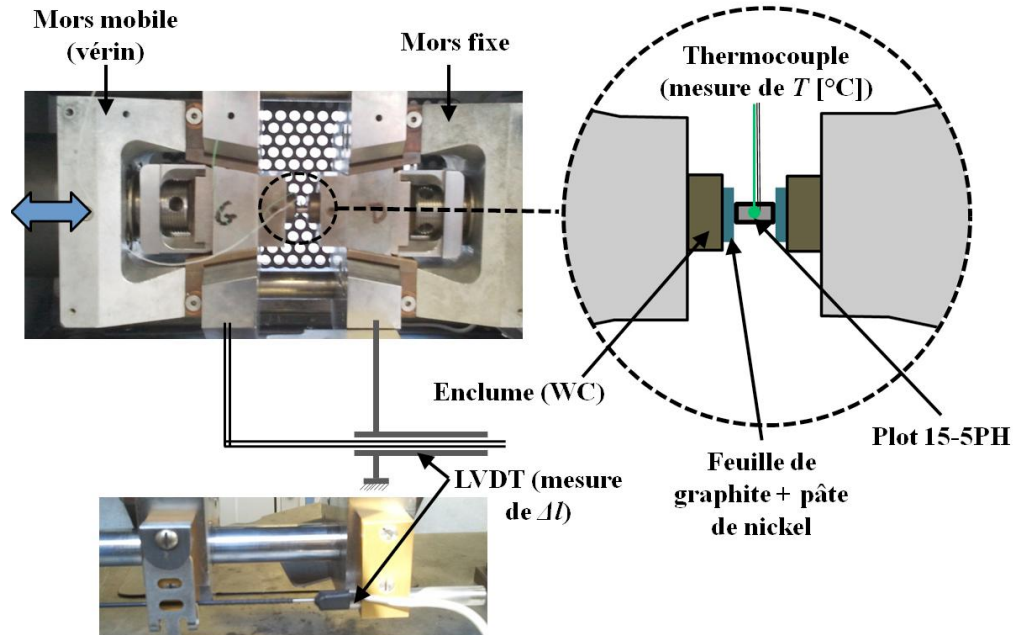 Mors mobile
(vérin)
Mors fixe
Thermocouple
(mesure de T [°C])
G
D
Enclume (WC)
Plot 15-5PH
Feuille de
graphite + pâte
de nickel
LVDT (mesure
de Δl)